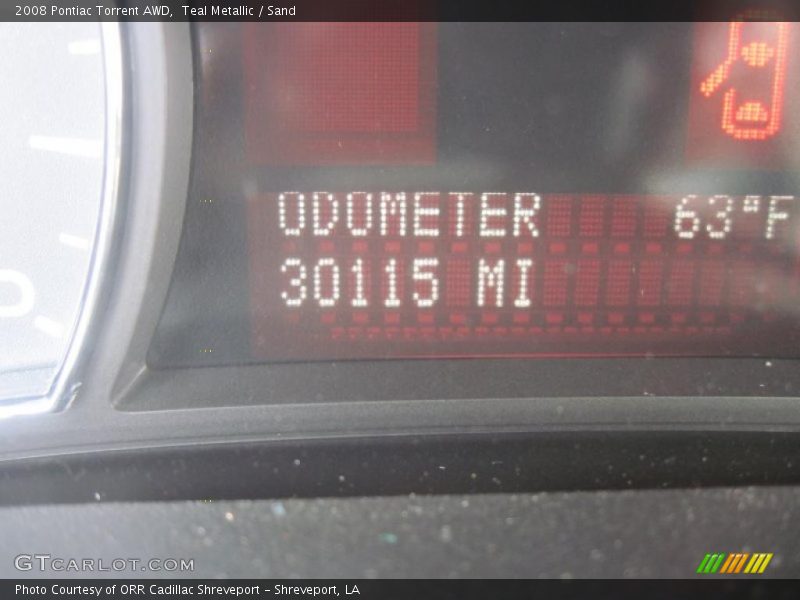 2008 Pontiac Torrent AWD, Teal Metallic / Sand
ODOMETER 63°F
30115 MI
GTCARLOT.COM
Photo Courtesy of ORR Cadillac Shreveport - Shreveport, LA